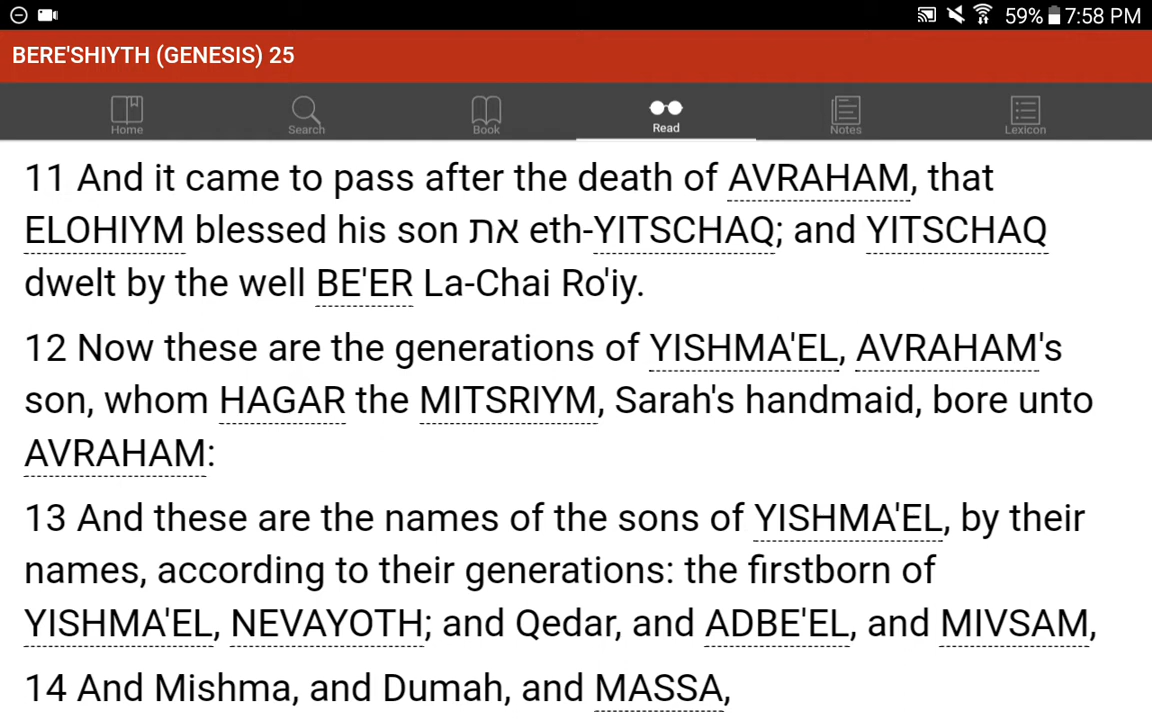 59% 7:58 PM
BERE'SHIYTH (GENESIS) 25
Home Search Book Read Notes Lexicon
11 And it came to pass after the death of AVRAHAM, that
ELOHIYM blessed his son את eth-YITSCHAQ; and YITSCHAQ
dwelt by the well BE'ER La-Chai Ro'iy.
12 Now these are the generations of YISHMA'EL, AVRAHAM's
son, whom HAGAR the MITSRIYM, Sarah's handmaid, bore unto
AVRAHAM:
13 And these are the names of the sons of YISHMA'EL, by their
names, according to their generations: the firstborn of
YISHMA'EL, NEVAYOTH; and Qedar, and ADBE'EL, and MIVSAM,
14 And Mishma, and Dumah, and MASSA,